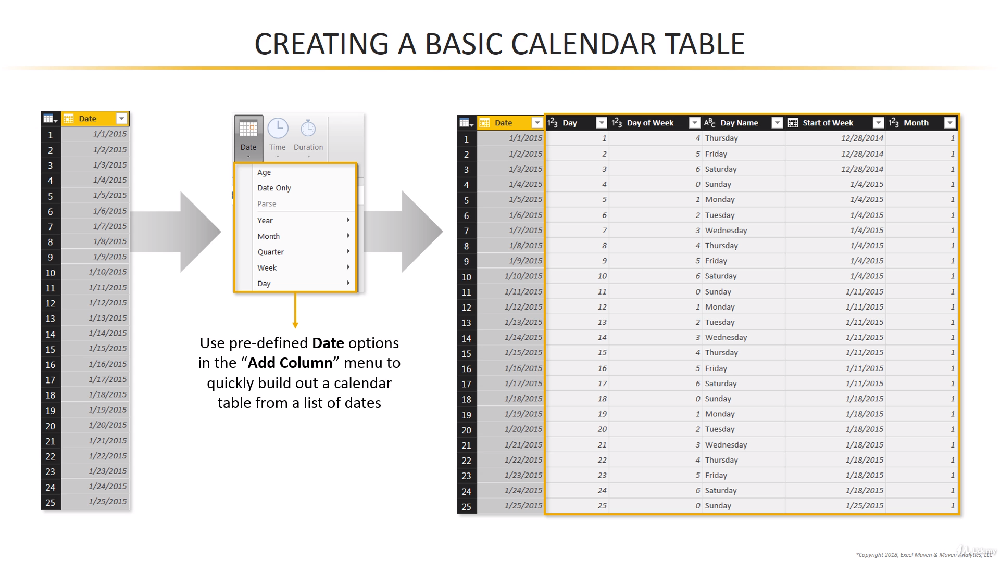 CREATING A BASIC CALENDAR TABLE
Date
1 1/1/2015
2 1/2/2015
3 1/3/2015
4 1/4/2015
5 1/5/2015
6 1/6/2015
7 1/7/2015
8 1/8/2015
9 1/9/2015
10 1/10/2015
11 1/11/2015
12 1/12/2015
13 1/13/2015
14 1/14/2015
15 1/15/2015
16 1/16/2015
17 1/17/2015
18 1/18/2015
19 1/19/2015
20 1/20/2015
21 1/21/2015
22 1/22/2015
23 1/23/2015
24 1/24/2015
25 1/25/2015
Date Time Duration
Age
Date Only
Parse
Year
Month
Quarter
Week
Day
Use pre-defined Date options
in the “Add Column” menu to
quickly build out a calendar
table from a list of dates
Date 123 Day 123 Day of Week ABC Day Name Start of Week 123 Month
1 1/1/2015 1 4 Thursday 12/28/2014 1
2 1/2/2015 2 5 Friday 12/28/2014 1
3 1/3/2015 3 6 Saturday 12/28/2014 1
4 1/4/2015 4 0 Sunday 1/4/2015 1
5 1/5/2015 5 1 Monday 1/4/2015 1
6 1/6/2015 6 2 Tuesday 1/4/2015 1
7 1/7/2015 7 3 Wednesday 1/4/2015 1
8 1/8/2015 8 4 Thursday 1/4/2015 1
9 1/9/2015 9 5 Friday 1/4/2015 1
10 1/10/2015 10 6 Saturday 1/4/2015 1
11 1/11/2015 11 0 Sunday 1/11/2015 1
12 1/12/2015 12 1 Monday 1/11/2015 1
13 1/13/2015 13 2 Tuesday 1/11/2015 1
14 1/14/2015 14 3 Wednesday 1/11/2015 1
15 1/15/2015 15 4 Thursday 1/11/2015 1
16 1/16/2015 16 5 Friday 1/11/2015 1
17 1/17/2015 17 6 Saturday 1/11/2015 1
18 1/18/2015 18 0 Sunday 1/18/2015 1
19 1/19/2015 19 1 Monday 1/18/2015 1
20 1/20/2015 20 2 Tuesday 1/18/2015 1
21 1/21/2015 21 3 Wednesday 1/18/2015 1
22 1/22/2015 22 4 Thursday 1/18/2015 1
23 1/23/2015 23 5 Friday 1/18/2015 1
24 1/24/2015 24 6 Saturday 1/18/2015 1
25 1/25/2015 25 0 Sunday 1/25/2015 1
*Copyright 2018, Excel Maven & Maven Analytics, LLC
Udemy